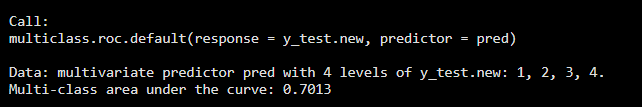 Call:
multiclass.roc.default(response = y_test.new, predictor = pred)
Data: multivariate predictor pred with 4 levels of y_test.new: 1, 2, 3, 4.
Multi-class area under the curve: 0.7013